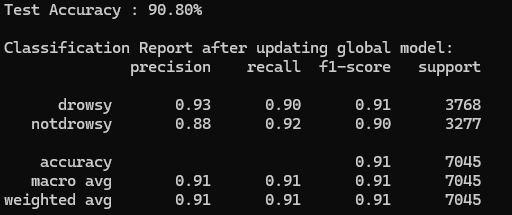 Test Accuracy : 90.80%
Classification Report after updating global model:
precision recall f1-score support
drowsy 0.93 0.90 0.91 3768
notdrowsy 0.88 0.92 0.90 3277
accuracy 0.91 7045
macro avg 0.91 0.91 0.91 7045
weighted avg 0.91 0.91 0.91 7045